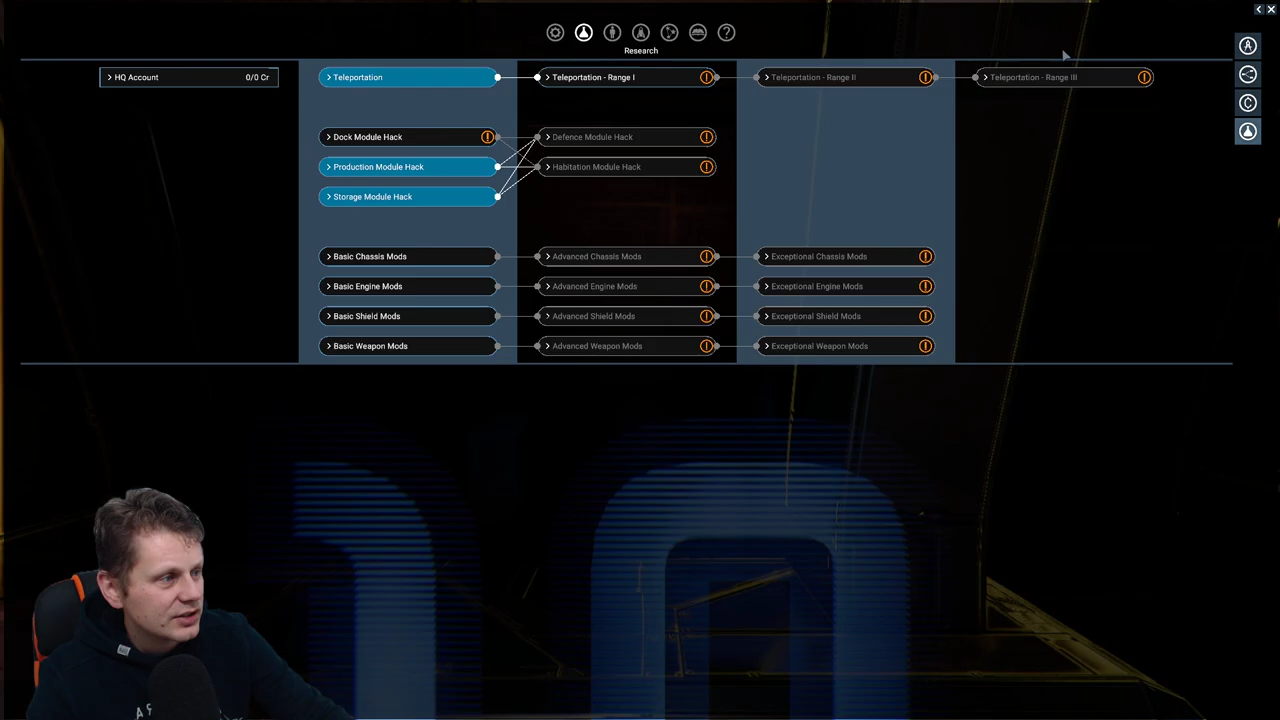 Research
HQ Account 0/0 Cr
Teleportation
Teleportation - Range I
Teleportation - Range II
Teleportation - Range III
Dock Module Hack
Defence Module Hack
Production Module Hack
Habitation Module Hack
Storage Module Hack
Basic Chassis Mods
Advanced Chassis Mods
Exceptional Chassis Mods
Basic Engine Mods
Advanced Engine Mods
Exceptional Engine Mods
Basic Shield Mods
Advanced Shield Mods
Exceptional Shield Mods
Basic Weapon Mods
Advanced Weapon Mods
Exceptional Weapon Mods